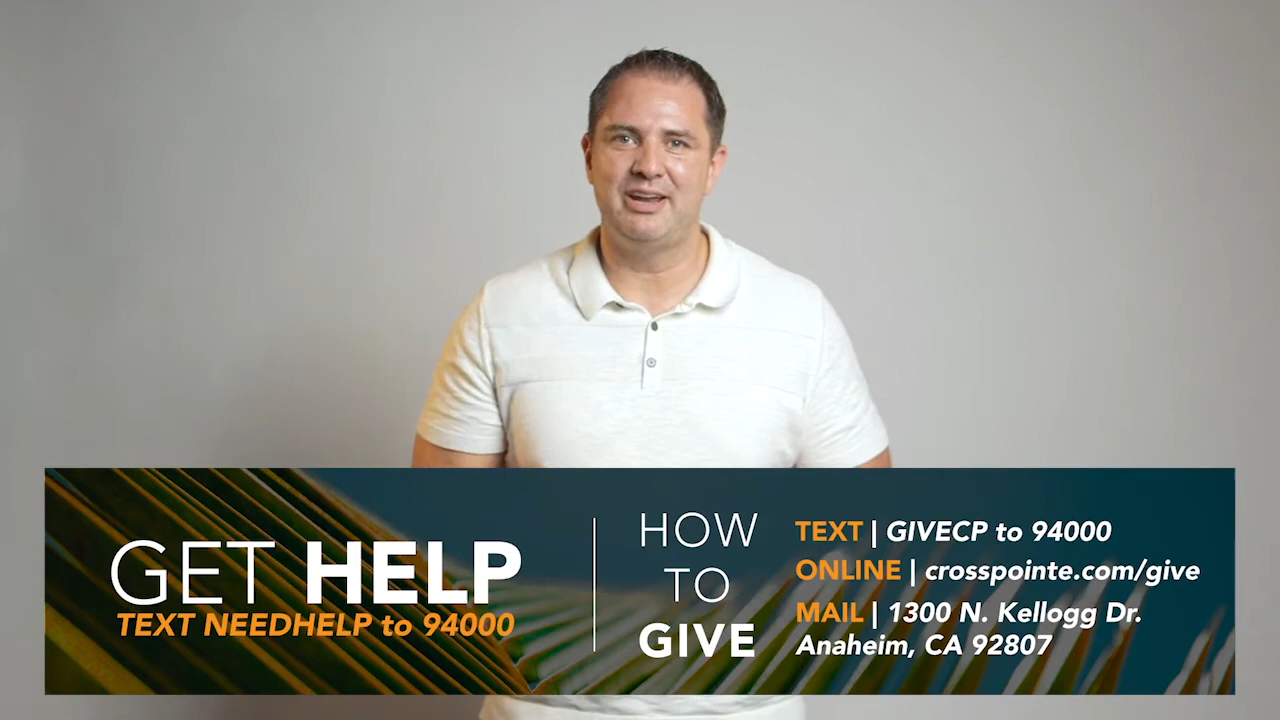 GET HELP
TEXT NEEDHELP to 94000
HOW
TO
GIVE
TEXT | GIVECP to 94000
ONLINE | crosspointe.com/give
MAIL | 1300 N. Kellogg Dr.
Anaheim, CA 92807